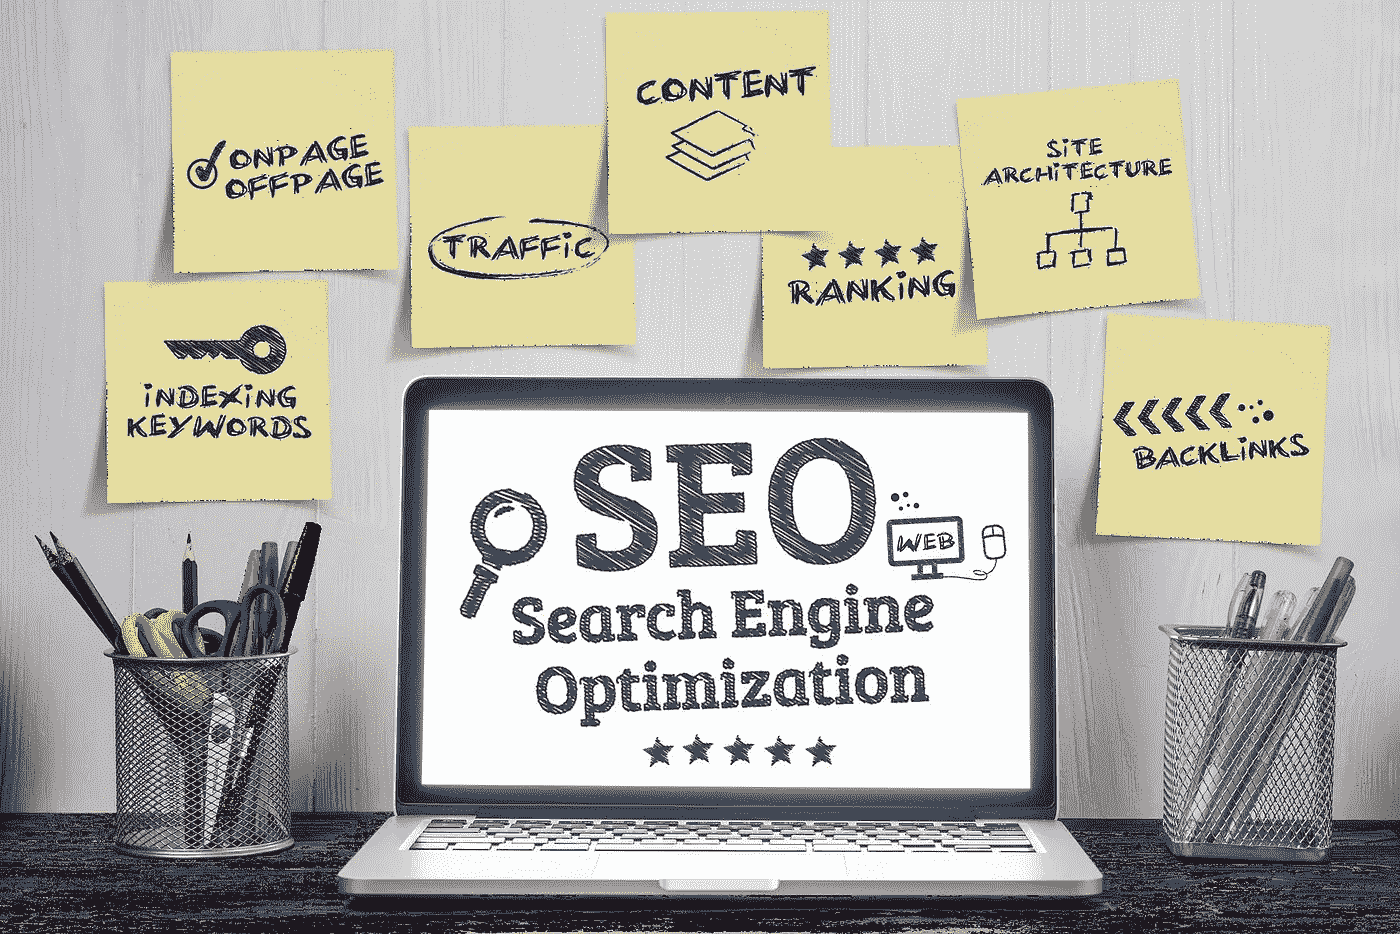 CONTENT
ONPAGE
OFFPAGE
SiTE
ARCHiTECTURE
TRAFFiC
RANKiNG
iNDEXiNG
KEYWORDS
BACKLiNKS
SEO
WEB
Search Engine
Optimization